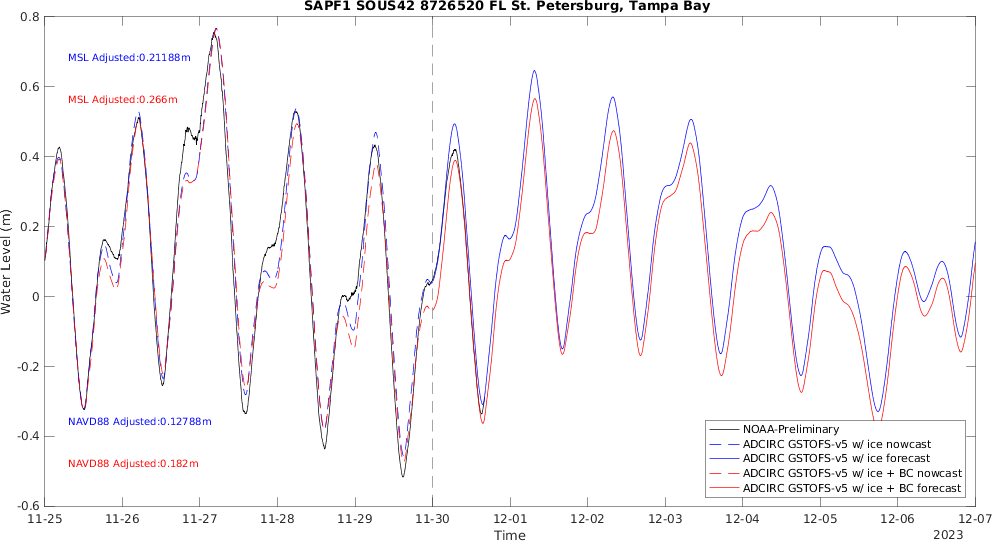 SAPF1 SOUS42 8726520 FL St. Petersburg, Tampa Bay
0.8
0.6
0.4
0.2
0
-0.2
-0.4
-0.6
Water Level (m)
MSL Adjusted:0.21188m
MSL Adjusted:0.266m
NAVD88 Adjusted:0.12788m
NAVD88 Adjusted:0.182m
NOAA-Preliminary
ADCIRC GSTOFS-v5 w/ ice nowcast
ADCIRC GSTOFS-v5 w/ ice forecast
ADCIRC GSTOFS-v5 w/ ice + BC nowcast
ADCIRC GSTOFS-v5 w/ ice + BC forecast
11-25 11-26 11-27 11-28 11-29 11-30 12-01 12-02 12-03 12-04 12-05 12-06 12-07
Time
2023